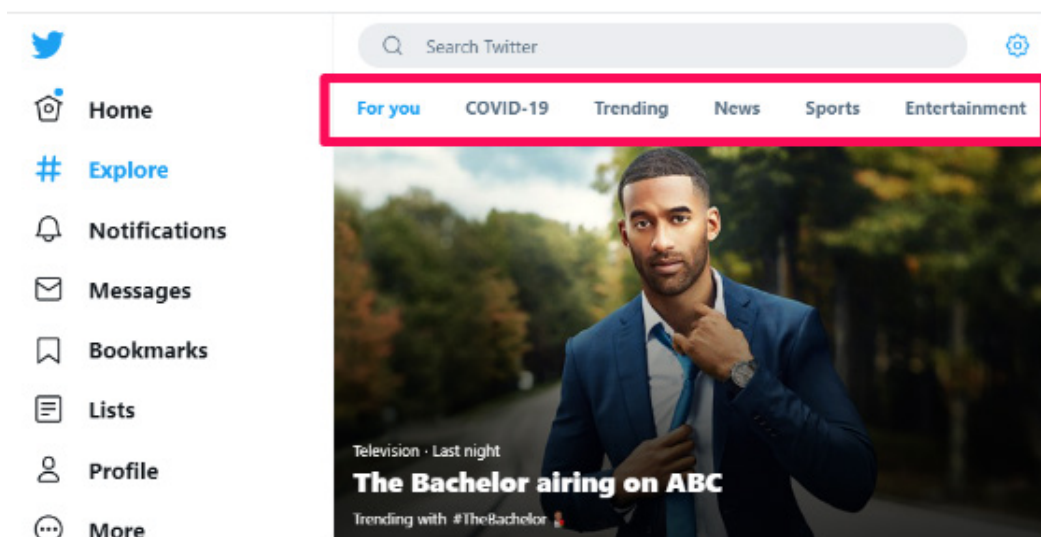 Search Twitter
Home
Explore
Notifications
Messages
Bookmarks
Lists
Profile
More
For you COVID-19 Trending News Sports Entertainment
Television · Last night
The Bachelor airing on ABC
Trending with #TheBachelor